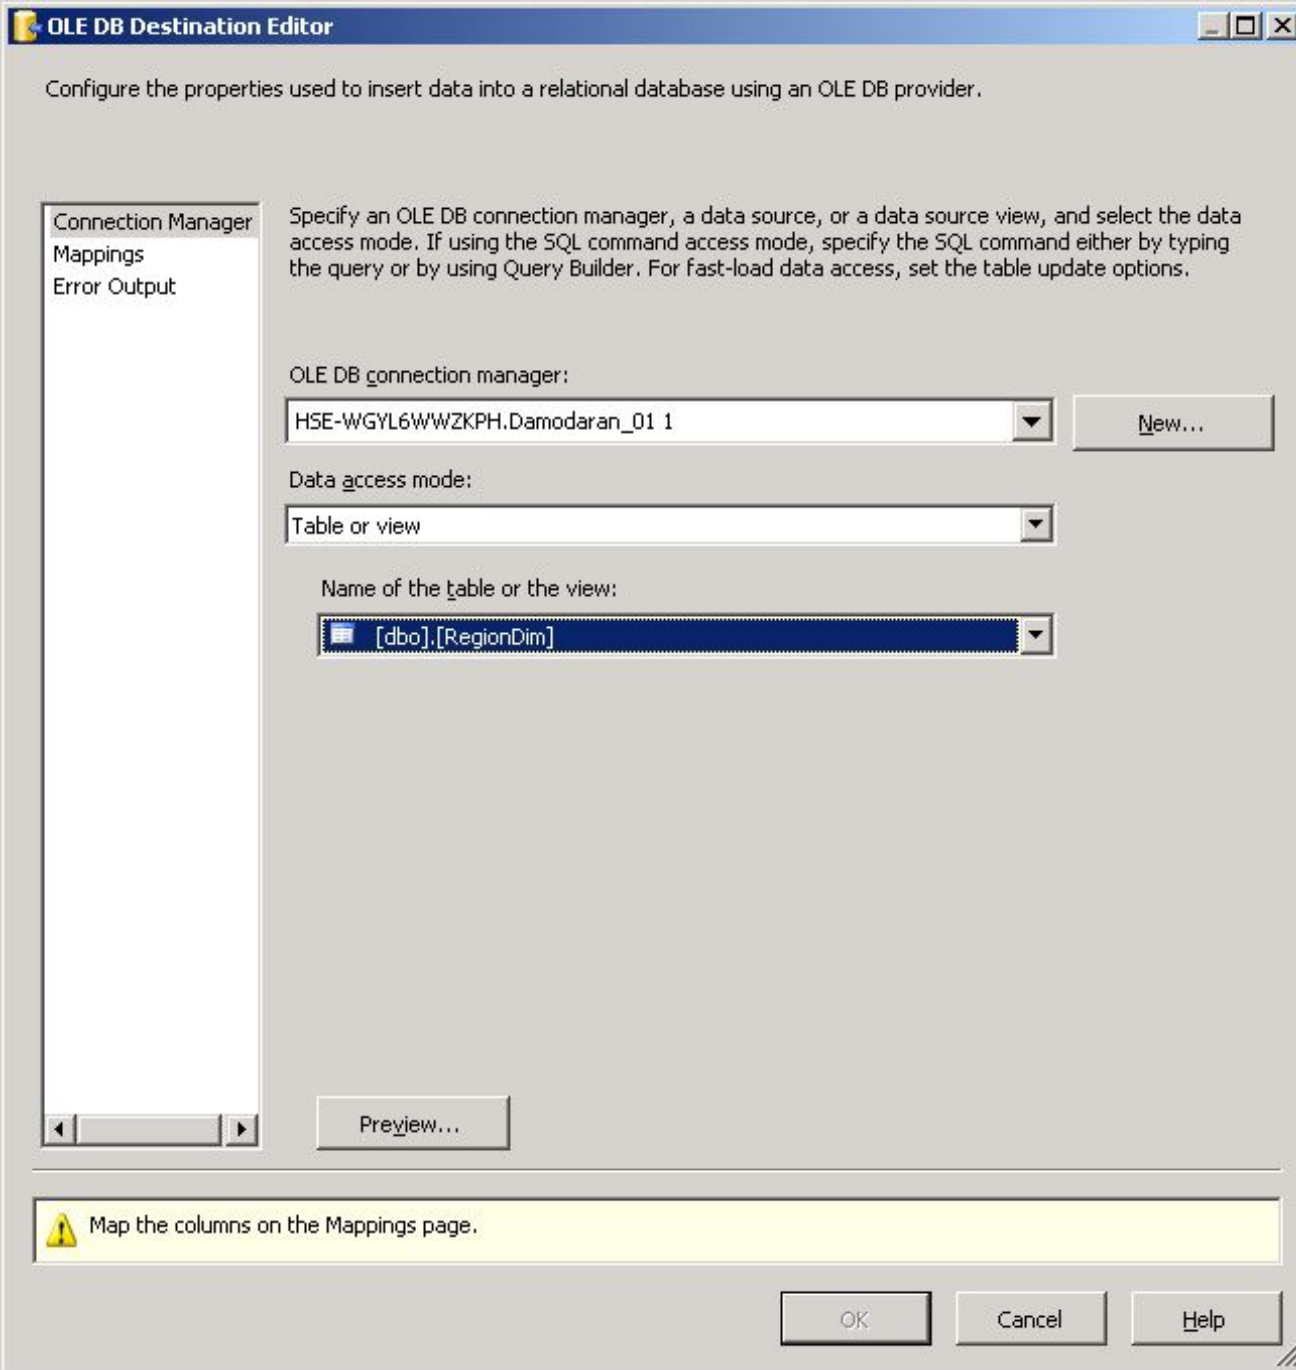 OLE DB Destination Editor
Configure the properties used to insert data into a relational database using an OLE DB provider.
Connection Manager
Mappings
Error Output
Specify an OLE DB connection manager, a data source, or a data source view, and select the data
access mode. If using the SQL command access mode, specify the SQL command either by typing
the query or by using Query Builder. For fast-load data access, set the table update options.
OLE DB connection manager:
HSE-WGYL6WWZKPH.Damodaran_01 1
New...
Data access mode:
Table or view
Name of the table or the view:
[dbo].[RegionDim]
Preview...
Map the columns on the Mappings page.
OK
Cancel
Help